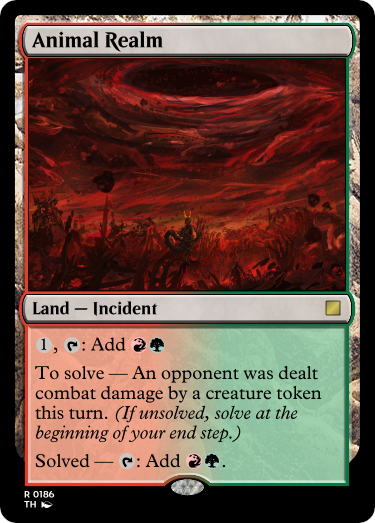 Animal Realm
Land — Incident
1, T: Add R G
To solve — An opponent was dealt
combat damage by a creature token
this turn. (If unsolved, solve at the
beginning of your end step.)
Solved — T: Add R G.
R 0186
TH